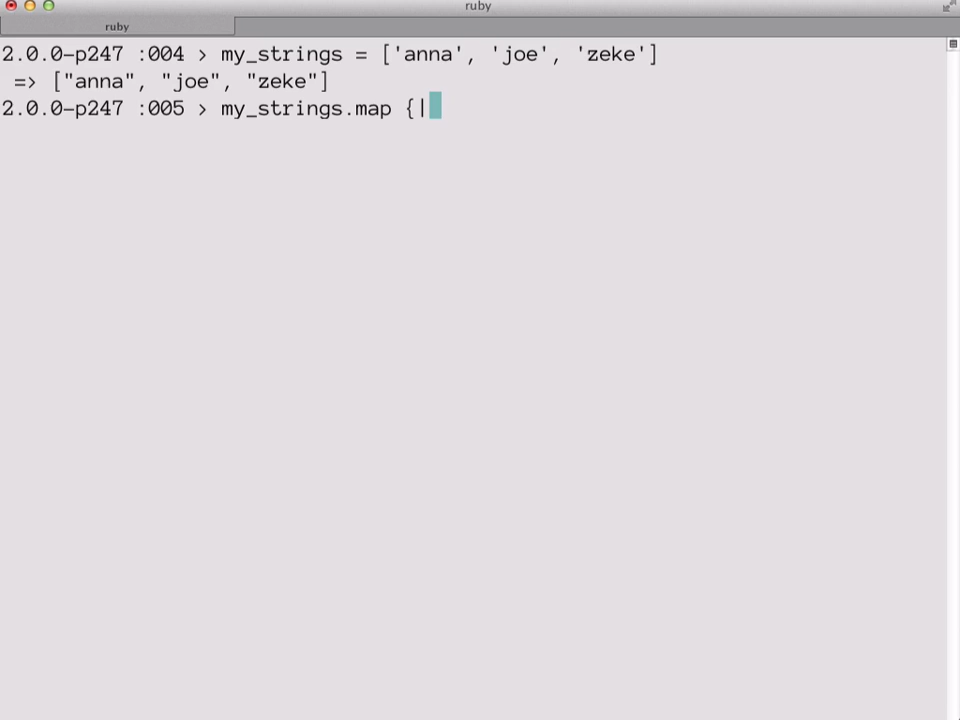 ruby
ruby
2.0.0-p247 :004 > my_strings = ['anna', 'joe', 'zeke']
 => ["anna", "joe", "zeke"]
2.0.0-p247 :005 > my_strings.map {|